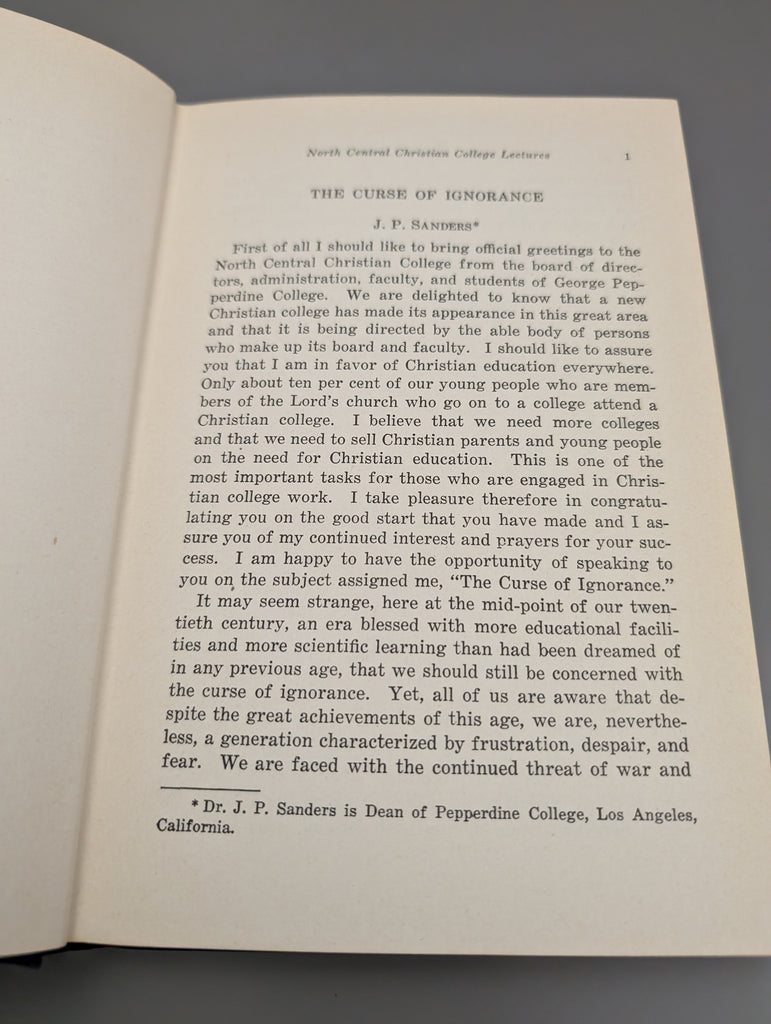 North Central Christian College Lectures 1
THE CURSE OF IGNORANCE
J. P. SANDERS*
First of all I should like to bring official greetings to the
North Central Christian College from the board of direc-
tors, administration, faculty, and students of George Pep-
perdine College. We are delighted to know that a new
Christian college has made its appearance in this great area
and that it is being directed by the able body of persons
who make up its board and faculty. I should like to assure
you that I am in favor of Christian education everywhere.
Only about ten per cent of our young people who are mem-
bers of the Lord's church who go on to a college attend a
Christian college. I believe that we need more colleges
and that we need to sell Christian parents and young people
on the need for Christian education. This is one of the
most important tasks for those who are engaged in Chris-
tian college work. I take pleasure therefore in congratu-
lating you on the good start that you have made and I as-
sure you of my continued interest and prayers for your suc-
cess. I am happy to have the opportunity of speaking to
you on the subject assigned me, "The Curse of Ignorance."
It may seem strange, here at the mid-point of our twen-
tieth century, an era blessed with more educational facili-
ties and more scientific learning than had been dreamed of
in any previous age, that we should still be concerned with
the curse of ignorance. Yet, all of us are aware that de-
spite the great achievements of this age, we are, neverthe-
less, a generation characterized by frustration, despair, and
fear. We are faced with the continued threat of war and
* Dr. J. P. Sanders is Dean of Pepperdine College, Los Angeles,
California.